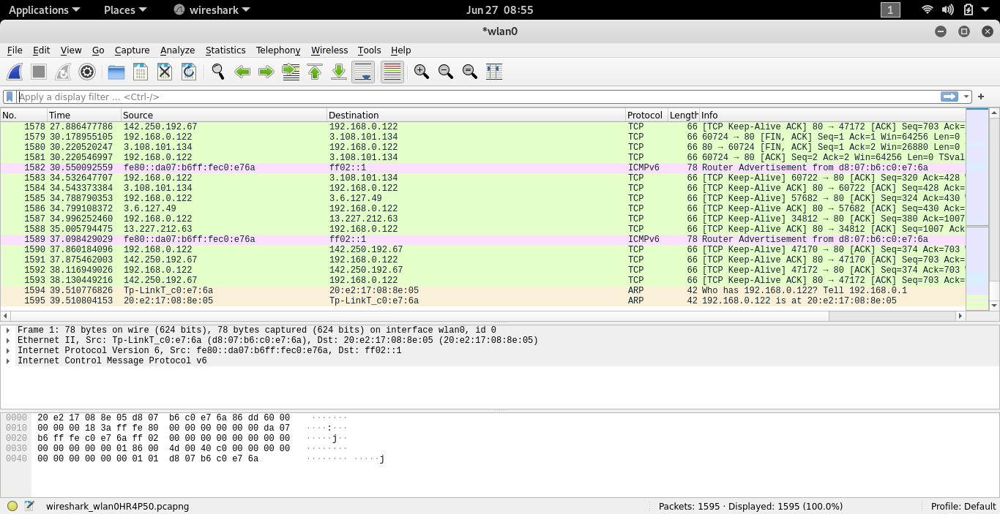 Applications Places wireshark Jun 27 08:55 1
*wlan0
File Edit View Go Capture Analyze Statistics Telephony Wireless Tools Help
Apply a display filter … <Ctrl-/> +
No. Time Source Destination Protocol Length Info
1578 27.886477786 142.250.192.67 192.168.0.122 TCP 66 [TCP Keep-Alive ACK] 80 → 47172 [ACK] Seq=703 Ack=
1579 30.178955105 192.168.0.122 3.108.101.134 TCP 66 60724 → 80 [FIN, ACK] Seq=1 Ack=1 Win=64256 Len=0
1580 30.220520247 3.108.101.134 192.168.0.122 TCP 66 80 → 60724 [FIN, ACK] Seq=1 Ack=2 Win=26880 Len=0
1581 30.220546997 192.168.0.122 3.108.101.134 TCP 66 60724 → 80 [ACK] Seq=2 Ack=2 Win=64256 Len=0 TSval
1582 30.550092559 fe80::da07:b6ff:fec0:e76a ff02::1 ICMPv6 78 Router Advertisement from d8:07:b6:c0:e7:6a
1583 34.532647707 192.168.0.122 3.108.101.134 TCP 66 [TCP Keep-Alive] 60722 → 80 [ACK] Seq=320 Ack=428
1584 34.543373384 3.108.101.134 192.168.0.122 TCP 66 [TCP Keep-Alive ACK] 80 → 60722 [ACK] Seq=428 Ack=
1585 34.788790353 192.168.0.122 3.6.127.49 TCP 66 [TCP Keep-Alive] 57682 → 80 [ACK] Seq=324 Ack=430
1586 34.799108372 3.6.127.49 192.168.0.122 TCP 66 [TCP Keep-Alive ACK] 80 → 57682 [ACK] Seq=430 Ack=
1587 34.996252460 192.168.0.122 13.227.212.63 TCP 66 [TCP Keep-Alive] 34812 → 80 [ACK] Seq=380 Ack=1007
1588 35.005794475 13.227.212.63 192.168.0.122 TCP 66 [TCP Keep-Alive ACK] 80 → 34812 [ACK] Seq=1007 Ack
1589 37.098429029 fe80::da07:b6ff:fec0:e76a ff02::1 ICMPv6 78 Router Advertisement from d8:07:b6:c0:e7:6a
1590 37.860184096 192.168.0.122 142.250.192.67 TCP 66 [TCP Keep-Alive] 47170 → 80 [ACK] Seq=374 Ack=703
1591 37.875462003 142.250.192.67 192.168.0.122 TCP 66 [TCP Keep-Alive ACK] 80 → 47170 [ACK] Seq=703 Ack=
1592 38.116949026 192.168.0.122 142.250.192.67 TCP 66 [TCP Keep-Alive] 47172 → 80 [ACK] Seq=374 Ack=703
1593 38.130449216 142.250.192.67 192.168.0.122 TCP 66 [TCP Keep-Alive ACK] 80 → 47172 [ACK] Seq=703 Ack=
1594 39.510776826 Tp-LinkT_c0:e7:6a 20:e2:17:08:8e:05 ARP 42 Who has 192.168.0.122? Tell 192.168.0.1
1595 39.510804153 20:e2:17:08:8e:05 Tp-LinkT_c0:e7:6a ARP 42 192.168.0.122 is at 20:e2:17:08:8e:05
Frame 1: 78 bytes on wire (624 bits), 78 bytes captured (624 bits) on interface wlan0, id 0
Ethernet II, Src: Tp-LinkT_c0:e7:6a (d8:07:b6:c0:e7:6a), Dst: 20:e2:17:08:8e:05 (20:e2:17:08:8e:05)
Internet Protocol Version 6, Src: fe80::da07:b6ff:fec0:e76a, Dst: ff02::1
Internet Control Message Protocol v6
0000 20 e2 17 08 8e 05 d8 07 b6 c0 e7 6a 86 dd 60 00 ·······
0010 00 00 00 18 3a ff fe 80 00 00 00 00 00 00 da 07 ····:···
0020 b6 ff fe c0 e7 6a ff 02 00 00 00 00 00 00 00 00 ·····j··
0030 00 00 00 00 00 01 86 00 4d 00 40 c0 00 00 00 00 ········
0040 00 00 00 00 00 00 01 01 d8 07 b6 c0 e7 6a ········ ·····j
wireshark_wlan0HR4P50.pcapng Packets: 1595 · Displayed: 1595 (100.0%) Profile: Default